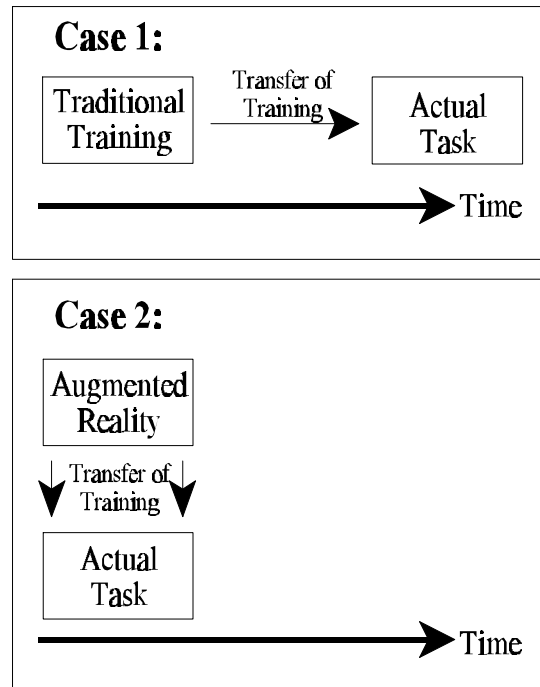 Case 1:
Traditional
Training
Transfer of
Training
Actual
Task
Time
Case 2:
Augmented
Reality
Transfer of
Training
Actual
Task
Time